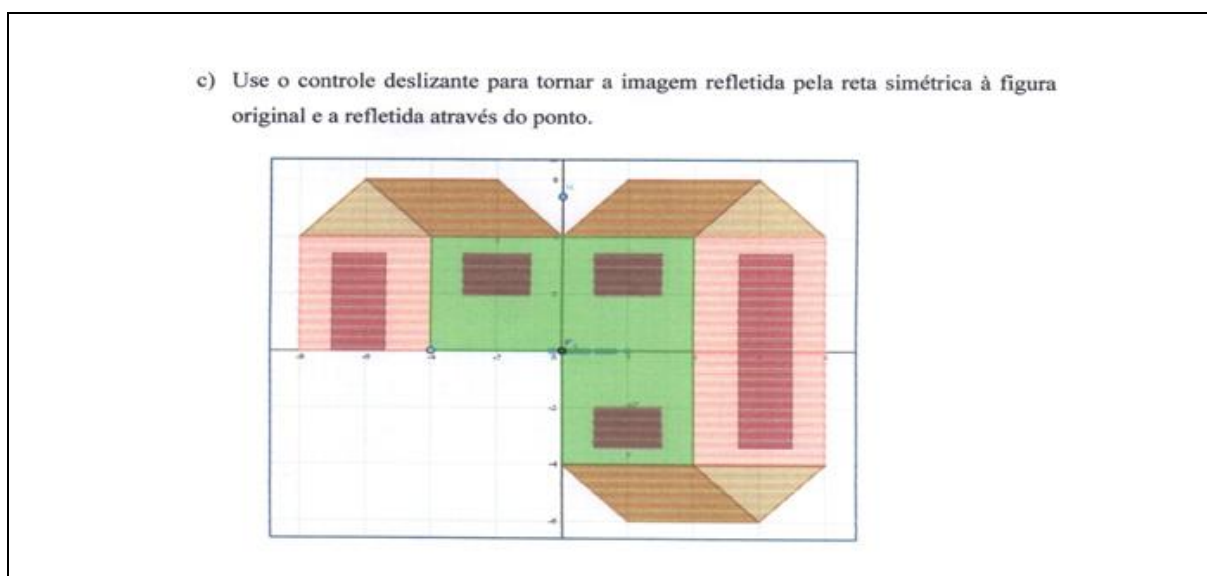 c) Use o controle deslizante para tornar a imagem refletida pela reta simétrica à figura
original e a refletida através do ponto.